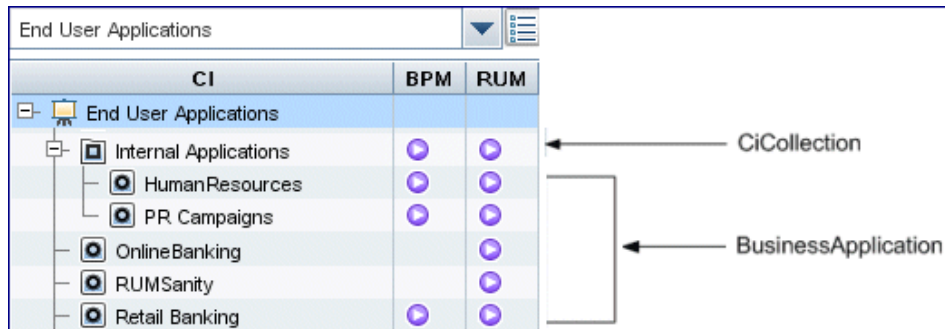 End User Applications
CI BPM RUM
End User Applications
Internal Applications
CiCollection
HumanResources
PR Campaigns
OnlineBanking
BusinessApplication
RUMSanity
Retail Banking